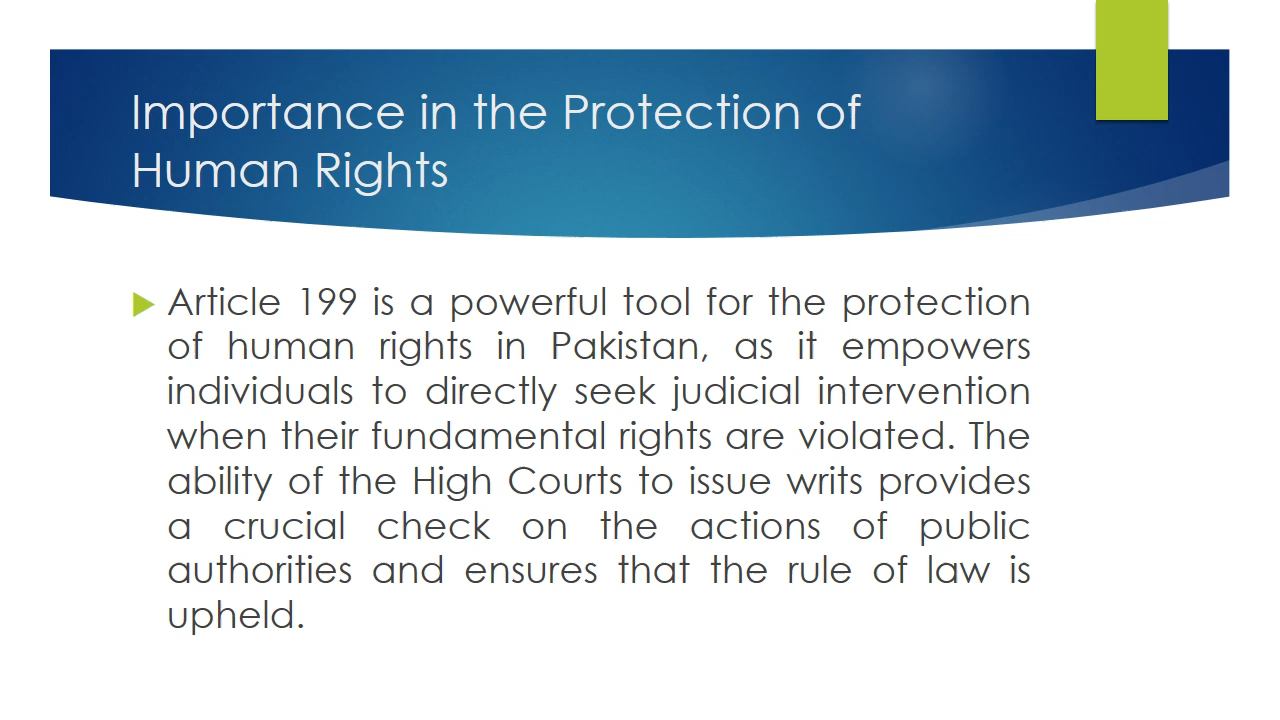 Importance in the Protection of
Human Rights
Article 199 is a powerful tool for the protection
of human rights in Pakistan, as it empowers
individuals to directly seek judicial intervention
when their fundamental rights are violated. The
ability of the High Courts to issue writs provides
a crucial check on the actions of public
authorities and ensures that the rule of law is
upheld.